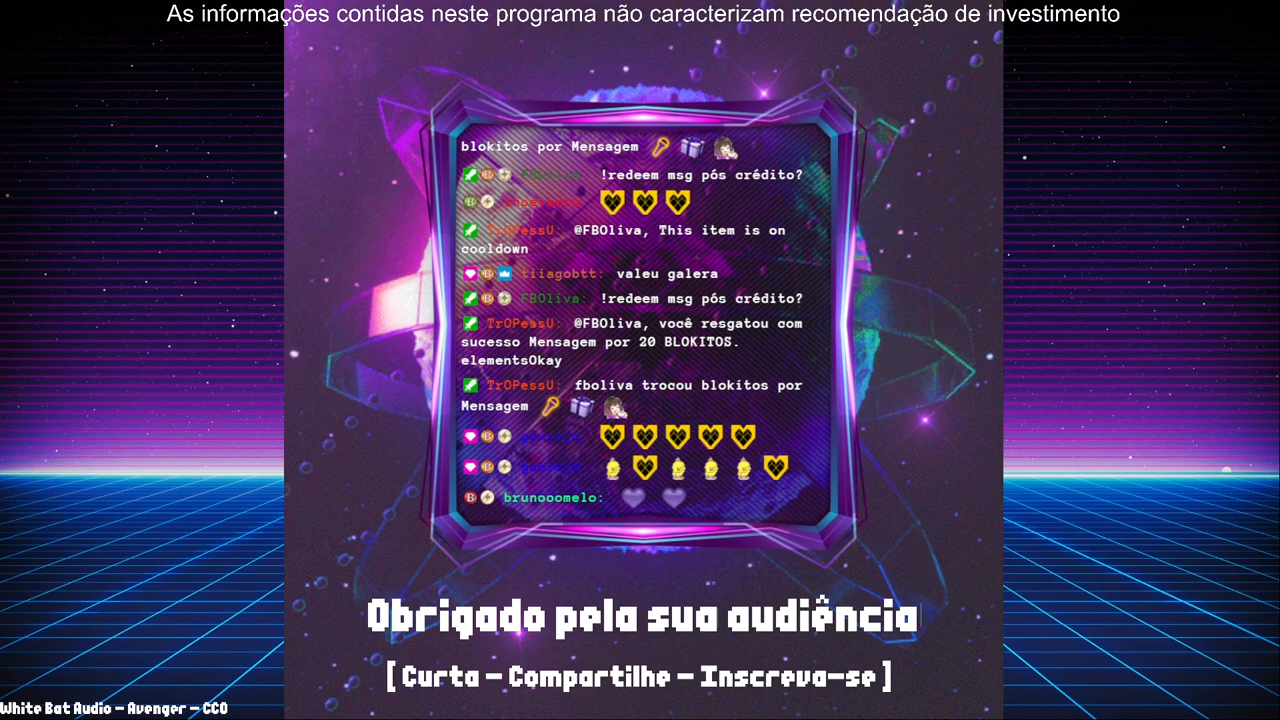 As informações contidas neste programa não caracterizam recomendação de investimento
blokitos por Mensagem
FBOliva: !redeem msg pós crédito?
TrOPessU: @FBOliva, This item is on
cooldown
tiiagobtt: valeu galera
FBOliva: !redeem msg pós crédito?
TrOPessU: @FBOliva, você resgatou com
sucesso Mensagem por 20 BLOKITOS.
elementsOkay
TrOPessU: fboliva trocou blokitos por
Mensagem
brunooomelo:
Obrigado pela sua audiência
[ Curta - Compartilhe - Inscreva-se ]
White Bat Audio - Avenger - CC0